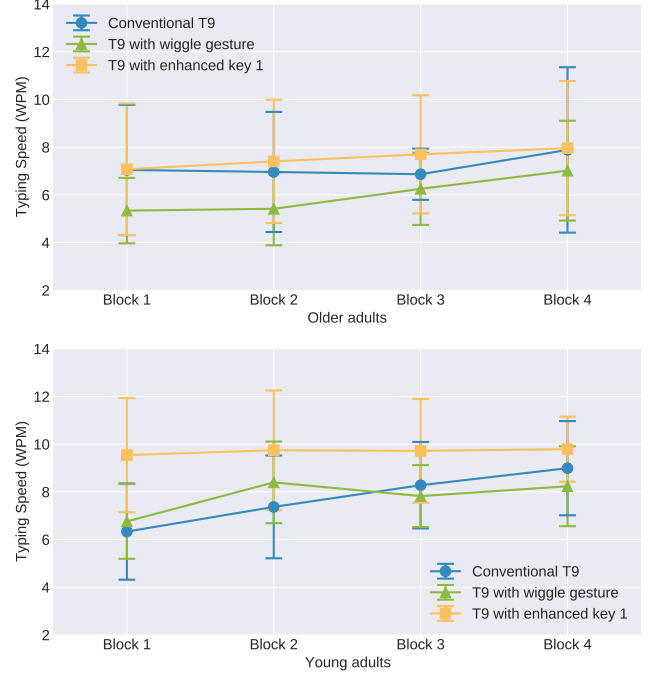 14
12
10
8
6
4
2
Typing Speed (WPM)
Conventional T9
T9 with wiggle gesture
T9 with enhanced key 1
Block 1 Block 2 Block 3 Block 4
Older adults
14
12
10
8
6
4
2
Typing Speed (WPM)
Conventional T9
T9 with wiggle gesture
T9 with enhanced key 1
Block 1 Block 2 Block 3 Block 4
Young adults